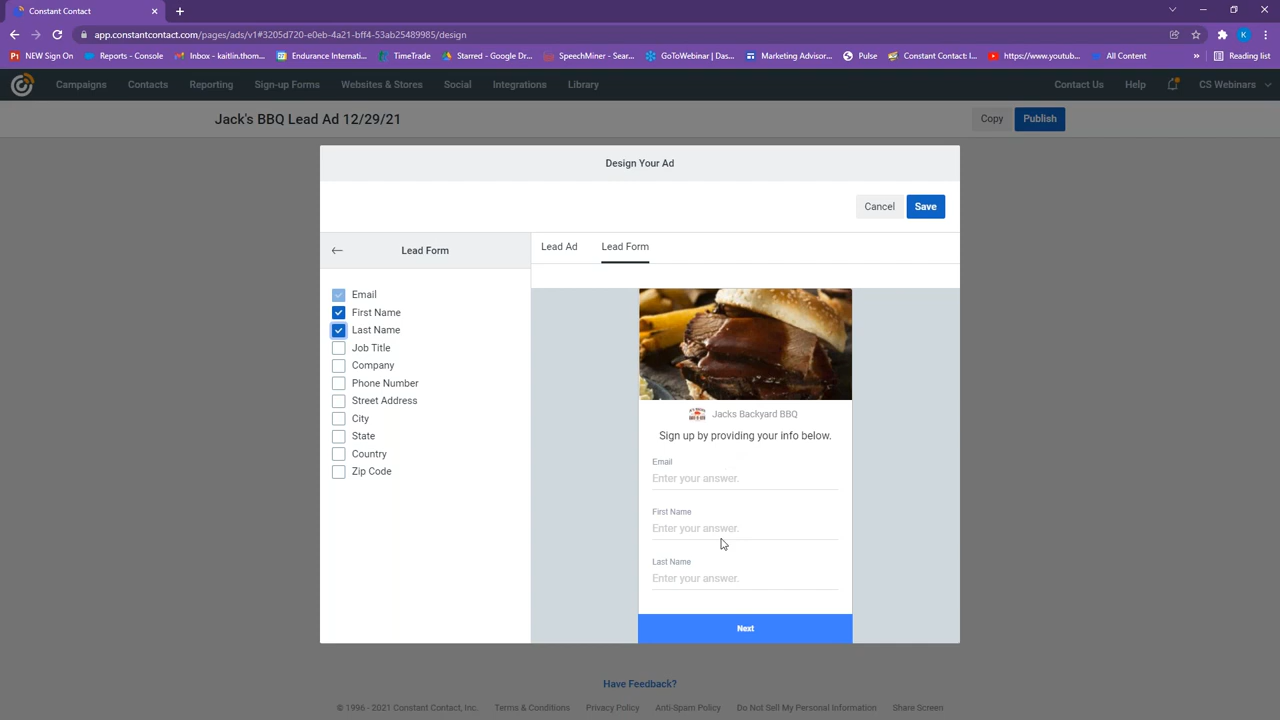 Constant Contact
app.constantcontact.com/pages/ads/v1#3205d720-e0eb-4a21-bff4-53ab25489985/design
K
NEW Sign On
Reports - Console
Inbox - kaitlin.thom...
Endurance Internati...
TimeTrade
Starred - Google Dr...
SpeechMiner - Sear...
GoToWebinar | Das...
Marketing Advisor...
Pulse
Constant Contact: I...
https://www.youtub...
All Content
»
Reading list
Campaigns
Contacts
Reporting
Sign-up Forms
Websites & Stores
Social
Integrations
Library
Contact Us
Help
CS Webinars
Jack's BBQ Lead Ad 12/29/21
Copy
Publish
Design Your Ad
Cancel
Save
Lead Form
Lead Ad
Lead Form
Email
First Name
Last Name
Job Title
Company
Phone Number
Street Address
City
State
Country
Zip Code
Jacks Backyard BBQ
Sign up by providing your info below.
Email
Enter your answer.
First Name
Enter your answer.
Last Name
Enter your answer.
Next
Have Feedback?
© 1996 - 2021 Constant Contact, Inc.
Terms & Conditions
Privacy Policy
Anti-Spam Policy
Do Not Sell My Personal Information
Share Screen